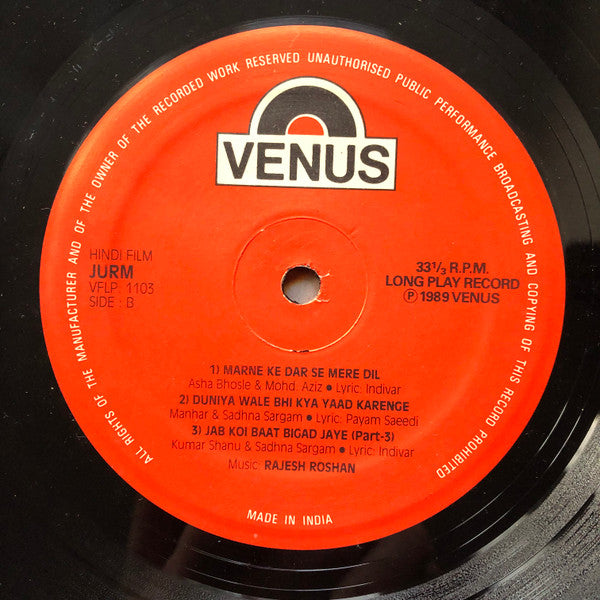 ALL RIGHTS OF THE MANUFACTURER AND OF THE OWNER OF THE RECORDED WORK RESERVED UNAUTHORISED PUBLIC PERFORMANCE BROADCASTING AND COPYING OF THIS RECORD PROHIBITED
VENUS
HINDI FILM
JURM
VFLP. 1103
SIDE : B
33⅓ R.P.M.
LONG PLAY RECORD
℗ 1989 VENUS
1) MARNE KE DAR SE MERE DIL
Asha Bhosle & Mohd. Aziz ● Lyric: Indivar
2) DUNIYA WALE BHI KYA YAAD KARENGE
Manhar & Sadhna Sargam ● Lyric: Payam Saeedi
3) JAB KOI BAAT BIGAD JAYE (Part-3)
Kumar Shanu & Sadhna Sargam ● Lyric: Indivar
Music: RAJESH ROSHAN
MADE IN INDIA